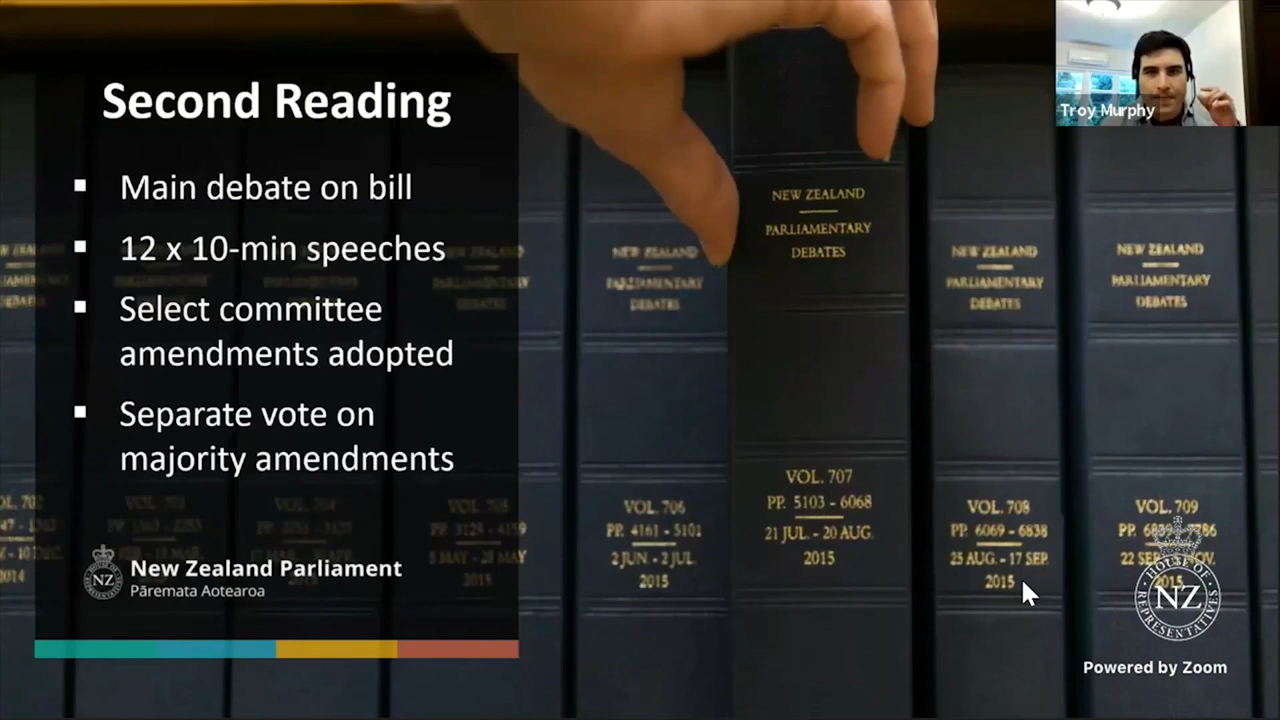 Second Reading
Main debate on bill
12 x 10-min speeches
Select committee
amendments adopted
Separate vote on
majority amendments
NZ
New Zealand Parliament
Pāremata Aotearoa
Troy Murphy
NEW ZEALAND
PARLIAMENTARY
DEBATES
VOL. 706
PP. 4161 - 5101
2 JUN. - 2 JUL.
2015
NEW ZEALAND
PARLIAMENTARY
DEBATES
VOL. 707
PP. 5103 - 6068
21 JUL. - 20 AUG.
2015
NEW ZEALAND
PARLIAMENTARY
DEBATES
VOL. 708
PP. 6069 - 6838
25 AUG. - 17 SEP.
2015
NEW ZEALAND
PARLIAMENTARY
DEBATES
VOL. 709
2015
HOUSE OF
NZ
REPRESENTATIVES
Powered by Zoom